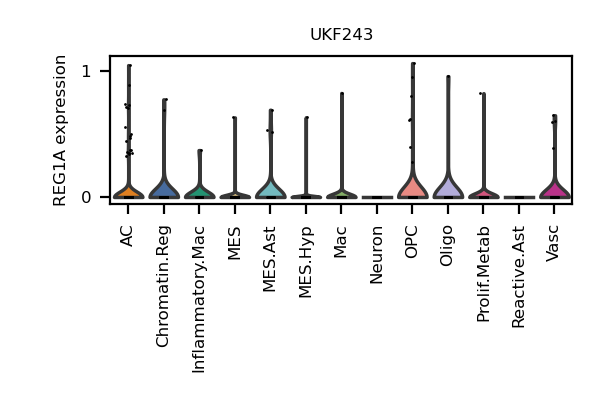 UKF243
REG1A expression
1
0
AC
Chromatin.Reg
Inflammatory.Mac
MES
MES.Ast
MES.Hyp
Mac
Neuron
OPC
Oligo
Prolif.Metab
Reactive.Ast
Vasc